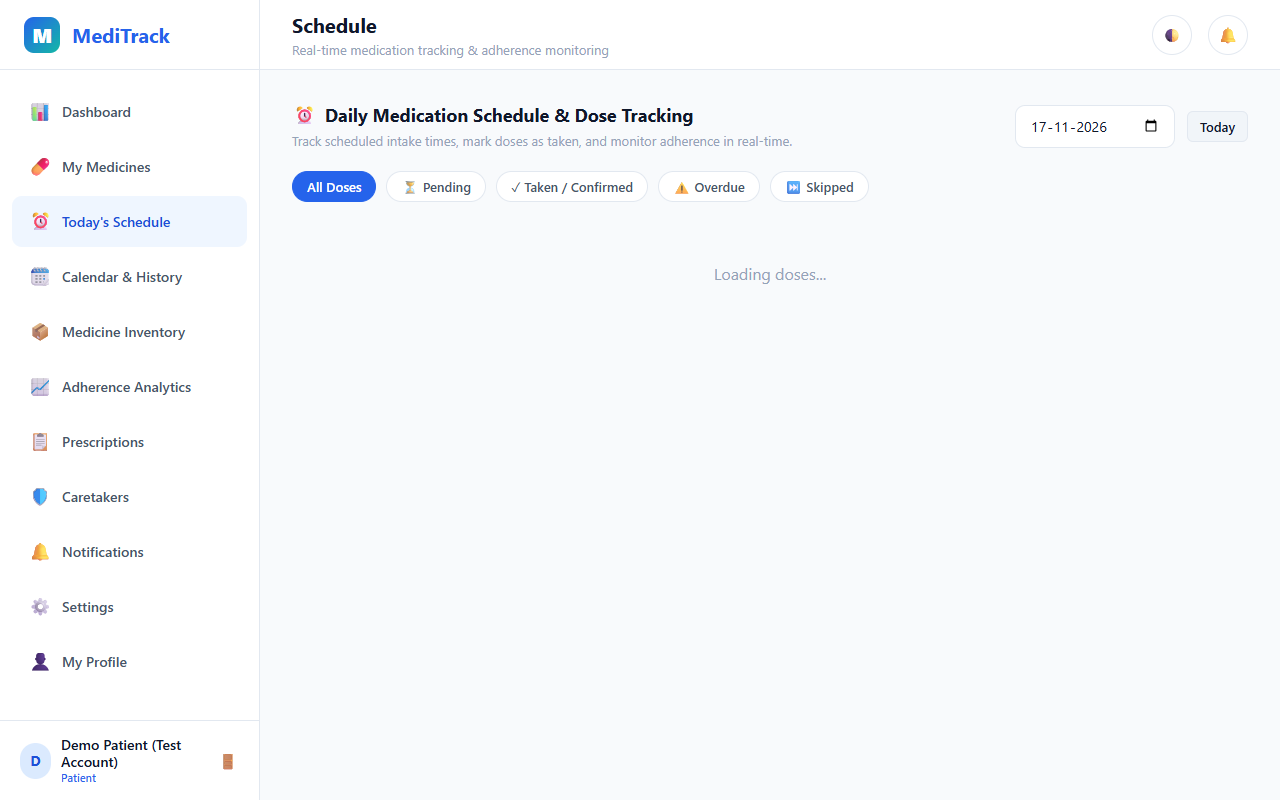 M MediTrack
Schedule
Real-time medication tracking & adherence monitoring
Dashboard
My Medicines
Today's Schedule
Calendar & History
Medicine Inventory
Adherence Analytics
Prescriptions
Caretakers
Notifications
Settings
My Profile
D
Demo Patient (Test
Account)
Patient
Daily Medication Schedule & Dose Tracking
Track scheduled intake times, mark doses as taken, and monitor adherence in real-time.
17-11-2026 Today
All Doses Pending ✓ Taken / Confirmed Overdue Skipped
Loading doses...